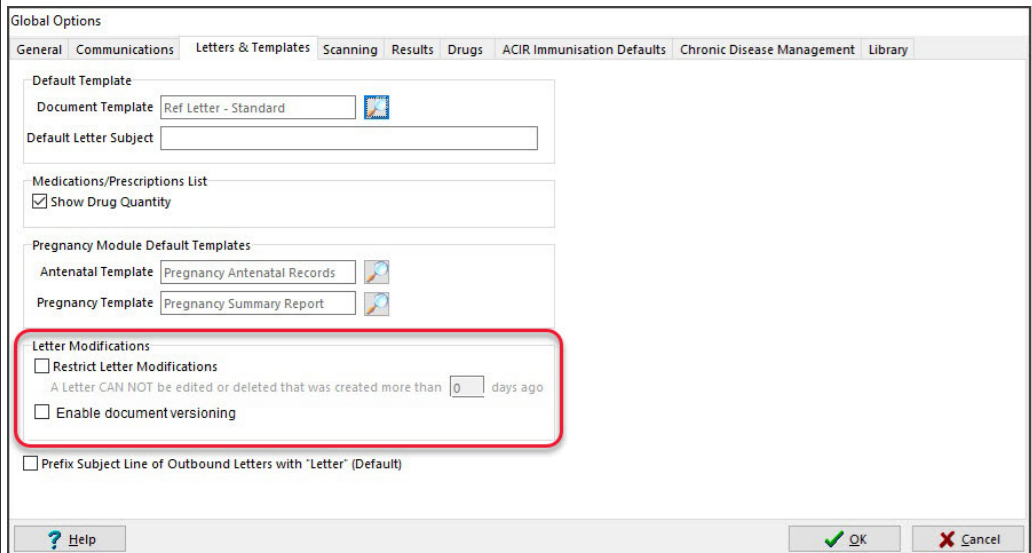 Global Options
General Communications Letters & Templates Scanning Results Drugs ACIR Immunisation Defaults Chronic Disease Management Library
Default Template
Document Template Ref Letter - Standard
Default Letter Subject
Medications/Prescriptions List
Show Drug Quantity
Pregnancy Module Default Templates
Antenatal Template Pregnancy Antenatal Records
Pregnancy Template Pregnancy Summary Report
Letter Modifications
Restrict Letter Modifications
A Letter CAN NOT be edited or deleted that was created more than 0 days ago
Enable document versioning
Prefix Subject Line of Outbound Letters with "Letter" (Default)
Help OK Cancel